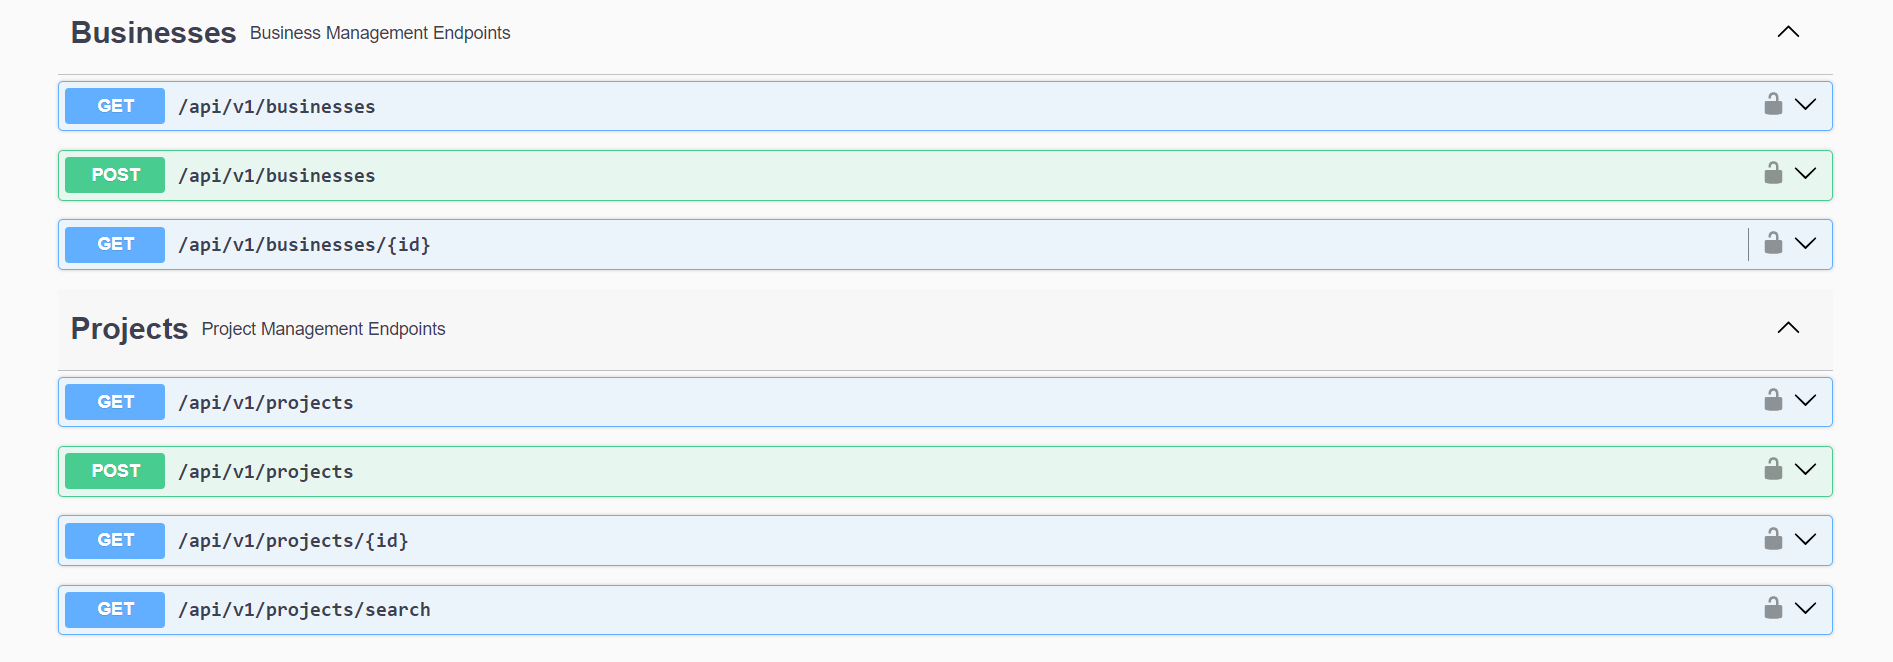 Businesses Business Management Endpoints
GET /api/v1/businesses
POST /api/v1/businesses
GET /api/v1/businesses/{id}
Projects Project Management Endpoints
GET /api/v1/projects
POST /api/v1/projects
GET /api/v1/projects/{id}
GET /api/v1/projects/search